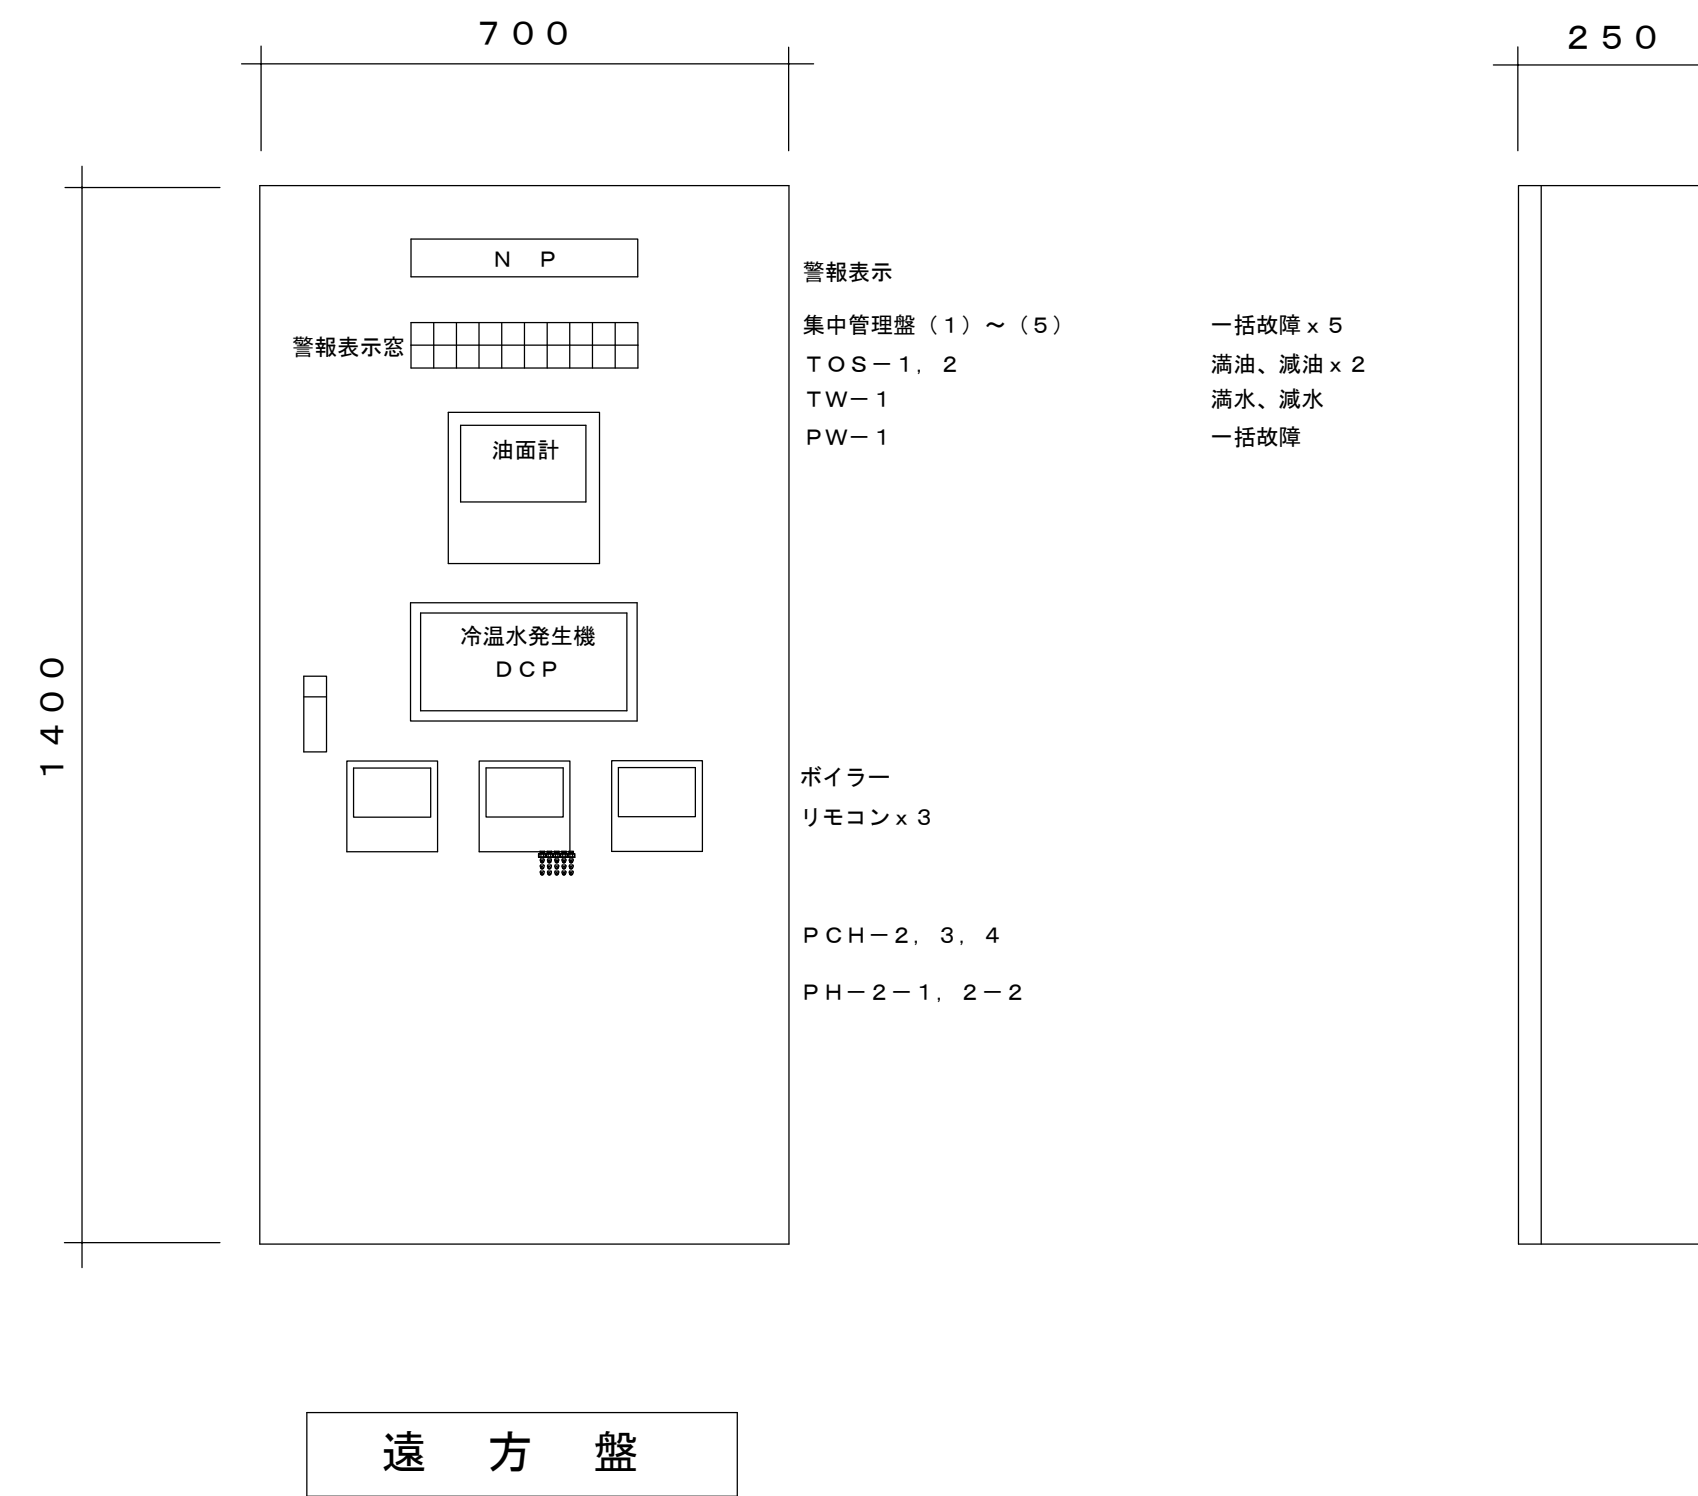 ７００
２５０
ＮＰ
警報表示
警報表示窓
集中管理盤（１）～（５）　一括故障ｘ５
ＴＯＳ－１，２　満油、減油ｘ２
ＴＷ－１　満水、減水
ＰＷ－１　一括故障
油面計
冷温水発生機
ＤＣＰ
１４００
ボイラー
リモコンｘ３
ＰＣＨ－２，３，４
ＰＨ－２－１，２－２
遠方盤